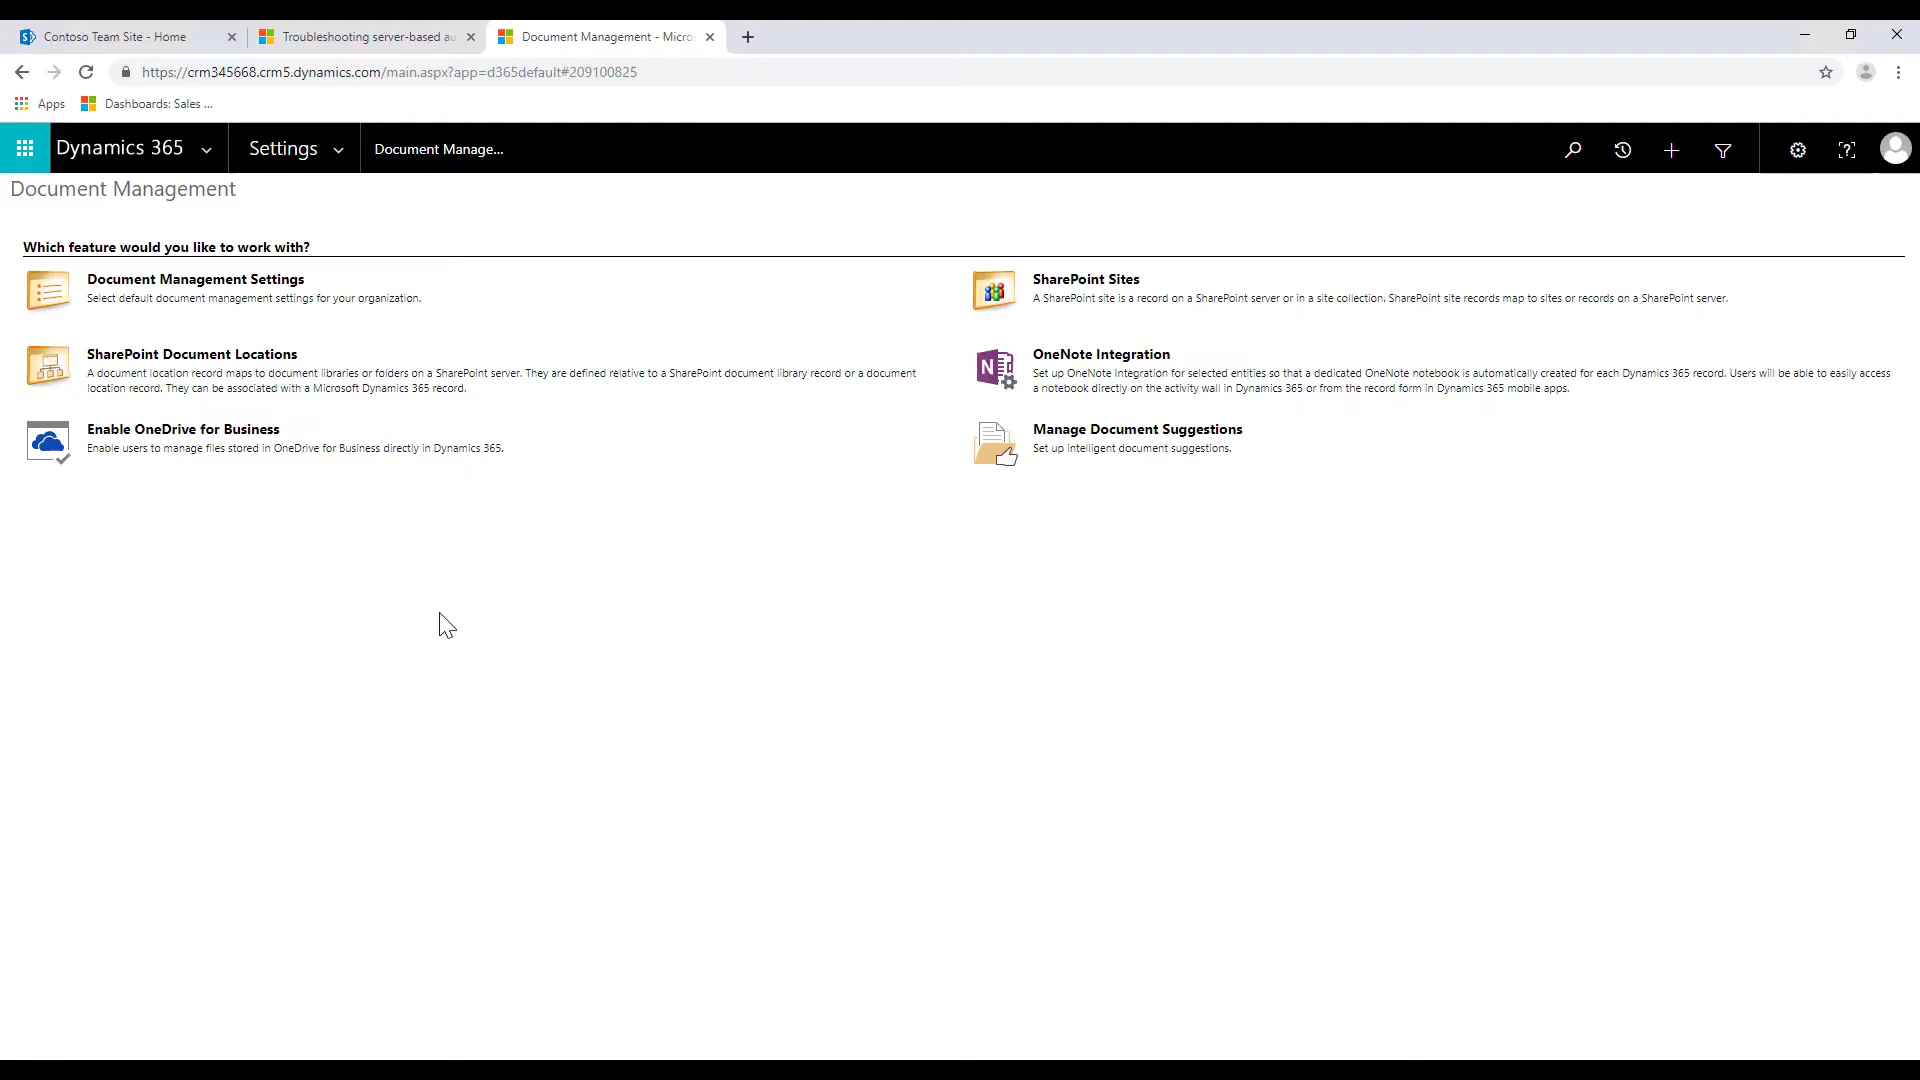 Contoso Team Site - Home
Troubleshooting server-based au
Document Management - Micro
https://crm345668.crm5.dynamics.com/main.aspx?app=d365default#209100825
Apps
Dashboards: Sales ...
Dynamics 365
Settings
Document Manage...
Document Management
Which feature would you like to work with?
Document Management Settings
Select default document management settings for your organization.
SharePoint Sites
A SharePoint site is a record on a SharePoint server or in a site collection. SharePoint site records map to sites or records on a SharePoint server.
SharePoint Document Locations
A document location record maps to document libraries or folders on a SharePoint server. They are defined relative to a SharePoint document library record or a document
location record. They can be associated with a Microsoft Dynamics 365 record.
OneNote Integration
Set up OneNote Integration for selected entities so that a dedicated OneNote notebook is automatically created for each Dynamics 365 record. Users will be able to easily access
a notebook directly on the activity wall in Dynamics 365 or from the record form in Dynamics 365 mobile apps.
Enable OneDrive for Business
Enable users to manage files stored in OneDrive for Business directly in Dynamics 365.
Manage Document Suggestions
Set up intelligent document suggestions.